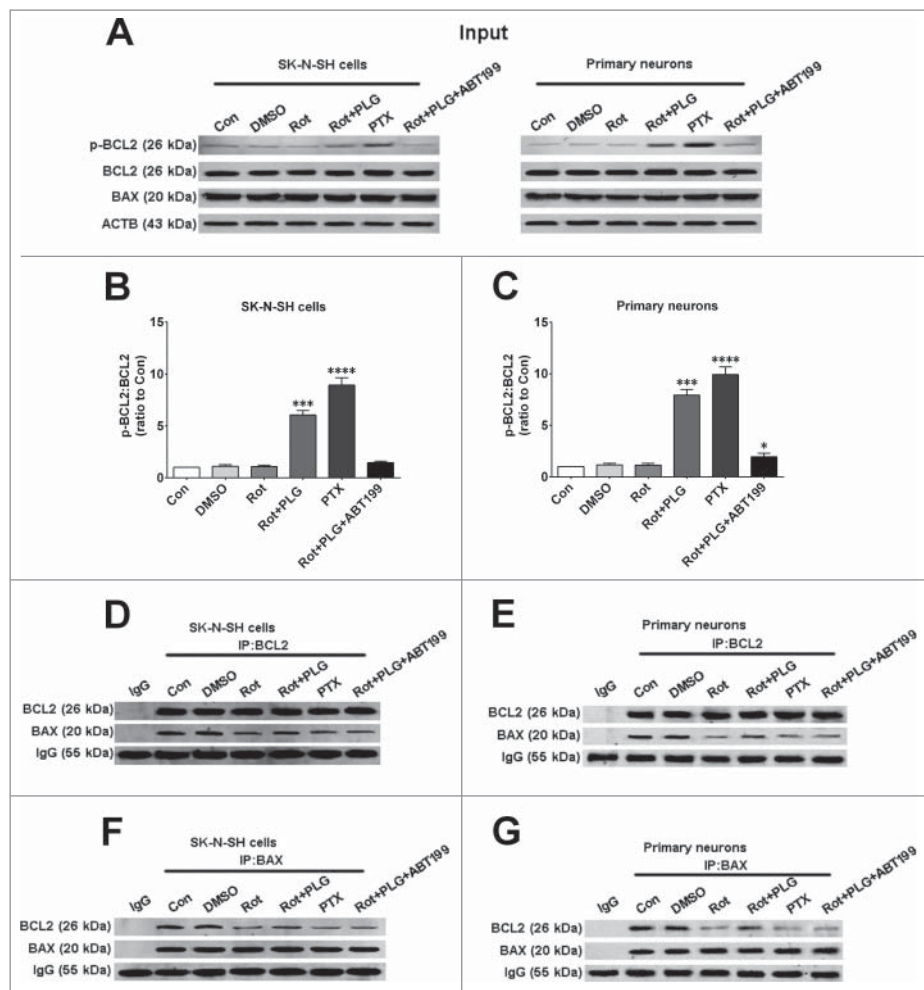 A
Input
SK-N-SH cells
Con DMSO Rot Rot+PLG PTX Rot+PLG+ABT199
Primary neurons
Con DMSO Rot Rot+PLG PTX Rot+PLG+ABT199
p-BCL2 (26 kDa)
BCL2 (26 kDa)
BAX (20 kDa)
ACTB (43 kDa)
B
SK-N-SH cells
p-BCL2:BCL2
(ratio to Con)
15
10
5
0
***
****
Con DMSO Rot Rot+PLG PTX Rot+PLG+ABT199
C
Primary neurons
p-BCL2:BCL2
(ratio to Con)
15
10
5
0
***
****
*
Con DMSO Rot Rot+PLG PTX Rot+PLG+ABT199
D
SK-N-SH cells
IP:BCL2
IgG Con DMSO Rot Rot+PLG PTX Rot+PLG+ABT199
BCL2 (26 kDa)
BAX (20 kDa)
IgG (55 kDa)
E
Primary neurons
IP:BCL2
IgG Con DMSO Rot Rot+PLG PTX Rot+PLG+ABT199
BCL2 (26 kDa)
BAX (20 kDa)
IgG (55 kDa)
F
SK-N-SH cells
IP:BAX
IgG Con DMSO Rot Rot+PLG PTX Rot+PLG+ABT199
BCL2 (26 kDa)
BAX (20 kDa)
IgG (55 kDa)
G
Primary neurons
IP:BAX
IgG Con DMSO Rot Rot+PLG PTX Rot+PLG+ABT199
BCL2 (26 kDa)
BAX (20 kDa)
IgG (55 kDa)